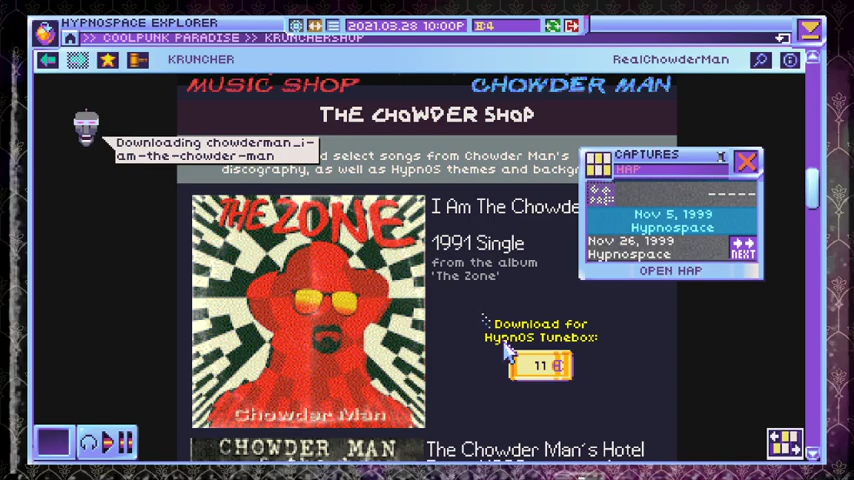 HYPNOSPACE EXPLORER
2021.03.28 10:00P
:4
>> COOLPUNK PARADISE >> KRUNCHERSHOP
KRUNCHER
RealChowderMan
MUSIC SHOP
CHOWDER MAN
THE CHOWDER SHOP
Downloading chowderman_i-
am-the-chowder-man
d select songs from Chowder Man's
discography, as well as HypnOS themes and backg
CAPTURES
HAP
-----
Nov 5, 1999
Hypnospace
Nov 26, 1999
Hypnospace
NEXT
OPEN HAP
THE ZONE
Chowder Man
I Am The Chowde
1991 Single
from the album
'The Zone'
Download for
HypnOS Tunebox:
11
CHOWDER MAN
The Chowder Man's Hotel